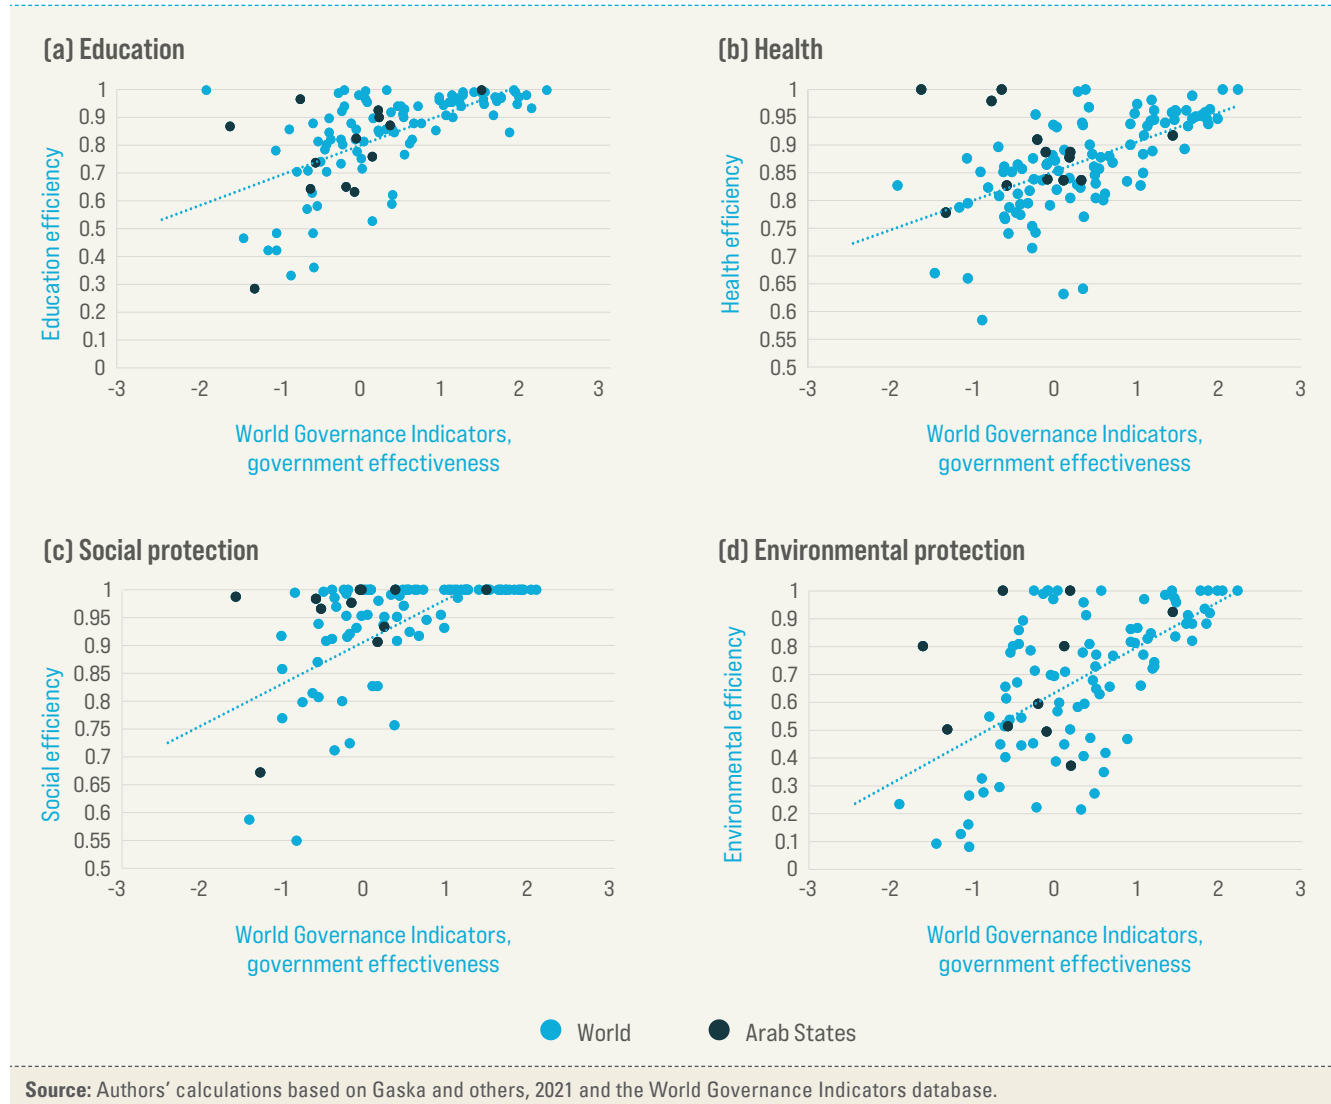 (a) Education
1
0.9
0.8
0.7
0.6
0.5
0.4
0.3
0.2
0.1
0
Education efficiency
-3 -2 -1 0 1 2 3
World Governance Indicators,
government effectiveness
(b) Health
1
0.95
0.9
0.85
0.8
0.75
0.7
0.65
0.6
0.55
0.5
Health efficiency
-3 -2 -1 0 1 2 3
World Governance Indicators,
government effectiveness
(c) Social protection
1
0.95
0.9
0.85
0.8
0.75
0.7
0.65
0.6
0.55
0.5
Social efficiency
-3 -2 -1 0 1 2 3
World Governance Indicators,
government effectiveness
(d) Environmental protection
1
0.9
0.8
0.7
0.6
0.5
0.4
0.3
0.2
0.1
0
Environmental efficiency
-3 -2 -1 0 1 2 3
World Governance Indicators,
government effectiveness
World Arab States
Source: Authors’ calculations based on Gaska and others, 2021 and the World Governance Indicators database.